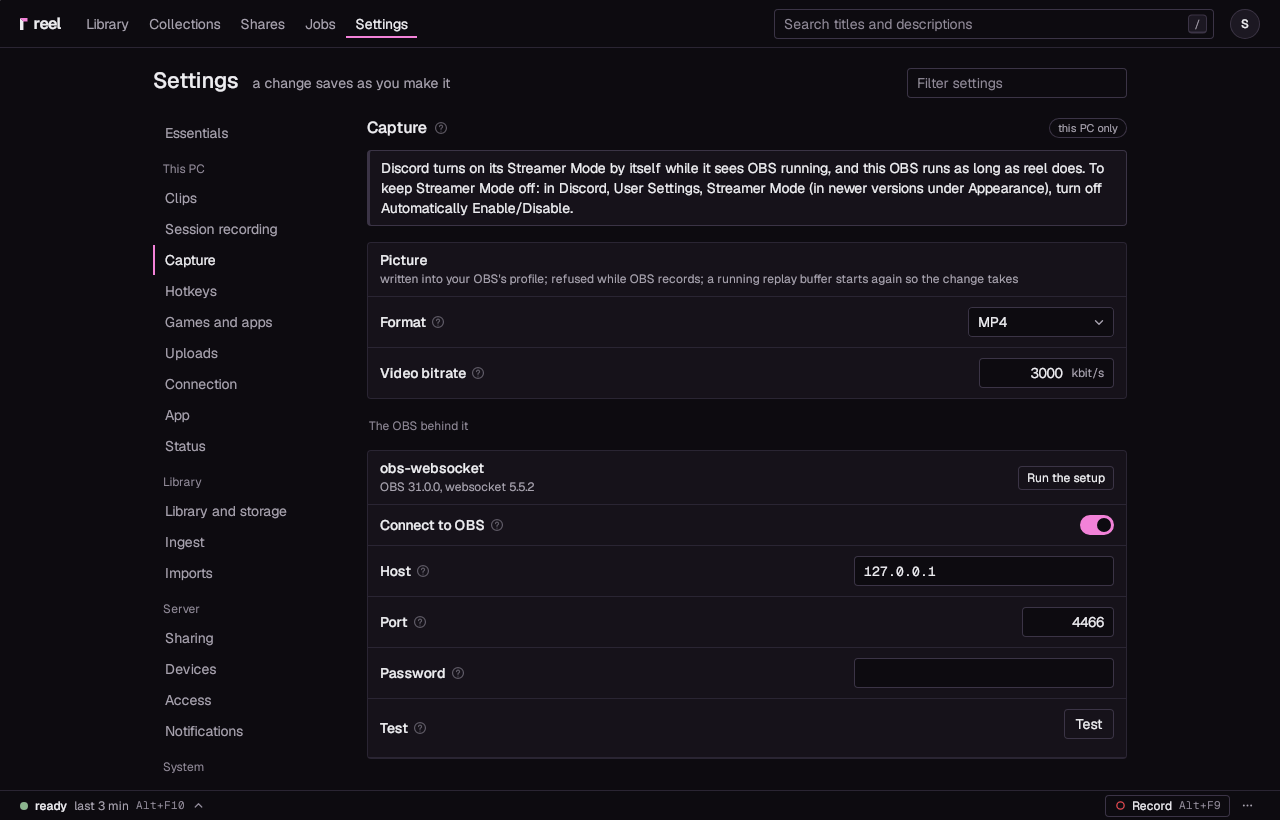 reel
Library
Collections
Shares
Jobs
Settings
Search titles and descriptions
/
S
Settings
a change saves as you make it
Filter settings
Essentials
This PC
Clips
Session recording
Capture
Hotkeys
Games and apps
Uploads
Connection
App
Status
Library
Library and storage
Ingest
Imports
Server
Sharing
Devices
Access
Notifications
System
Capture
this PC only
Discord turns on its Streamer Mode by itself while it sees OBS running, and this OBS runs as long as reel does. To
keep Streamer Mode off: in Discord, User Settings, Streamer Mode (in newer versions under Appearance), turn off
Automatically Enable/Disable.
Picture
written into your OBS's profile; refused while OBS records; a running replay buffer starts again so the change takes
Format
MP4
Video bitrate
3000 kbit/s
The OBS behind it
obs-websocket
OBS 31.0.0, websocket 5.5.2
Run the setup
Connect to OBS
Host
127.0.0.1
Port
4466
Password
Test
Test
ready last 3 min Alt+F10
Record Alt+F9